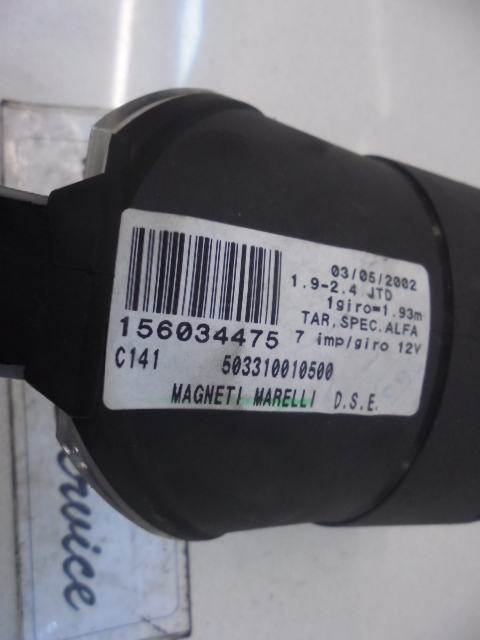 03/05/2002
1.9-2.4 JTD
1giro=1.93m
TAR.SPEC.ALFA
156034475 7 imp/giro 12V
C141 503310010500
MAGNETI MARELLI D.S.E.
Service